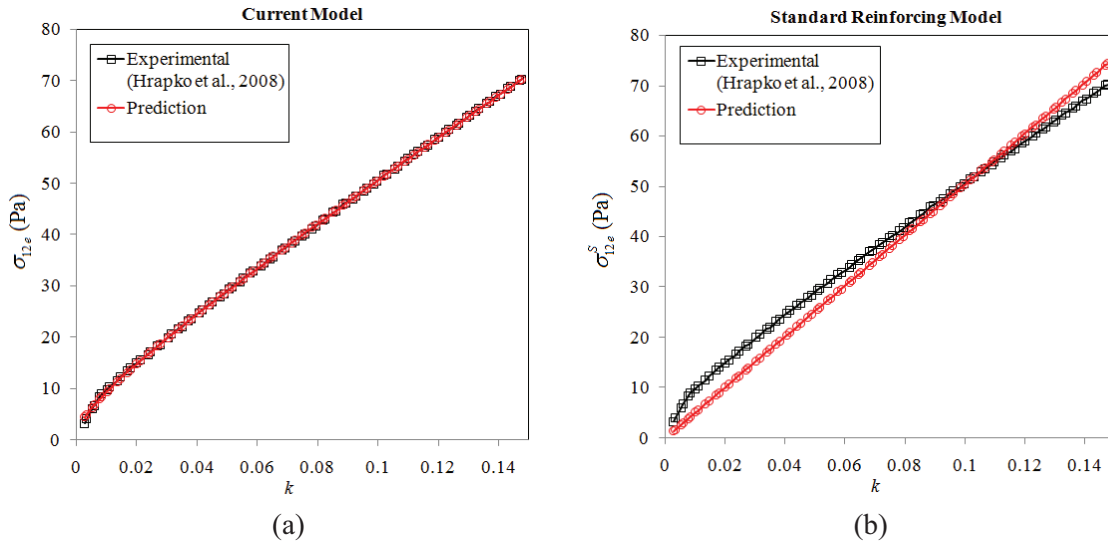 Current Model
80
70
60
50
40
30
20
10
0
σ12e (Pa)
Experimental
(Hrapko et al., 2008)
Prediction
0 0.02 0.04 0.06 0.08 0.1 0.12 0.14
k
(a)
Standard Reinforcing Model
80
70
60
50
40
30
20
10
0
σ^S_12e (Pa)
Experimental
(Hrapko et al., 2008)
Prediction
0 0.02 0.04 0.06 0.08 0.1 0.12 0.14
k
(b)